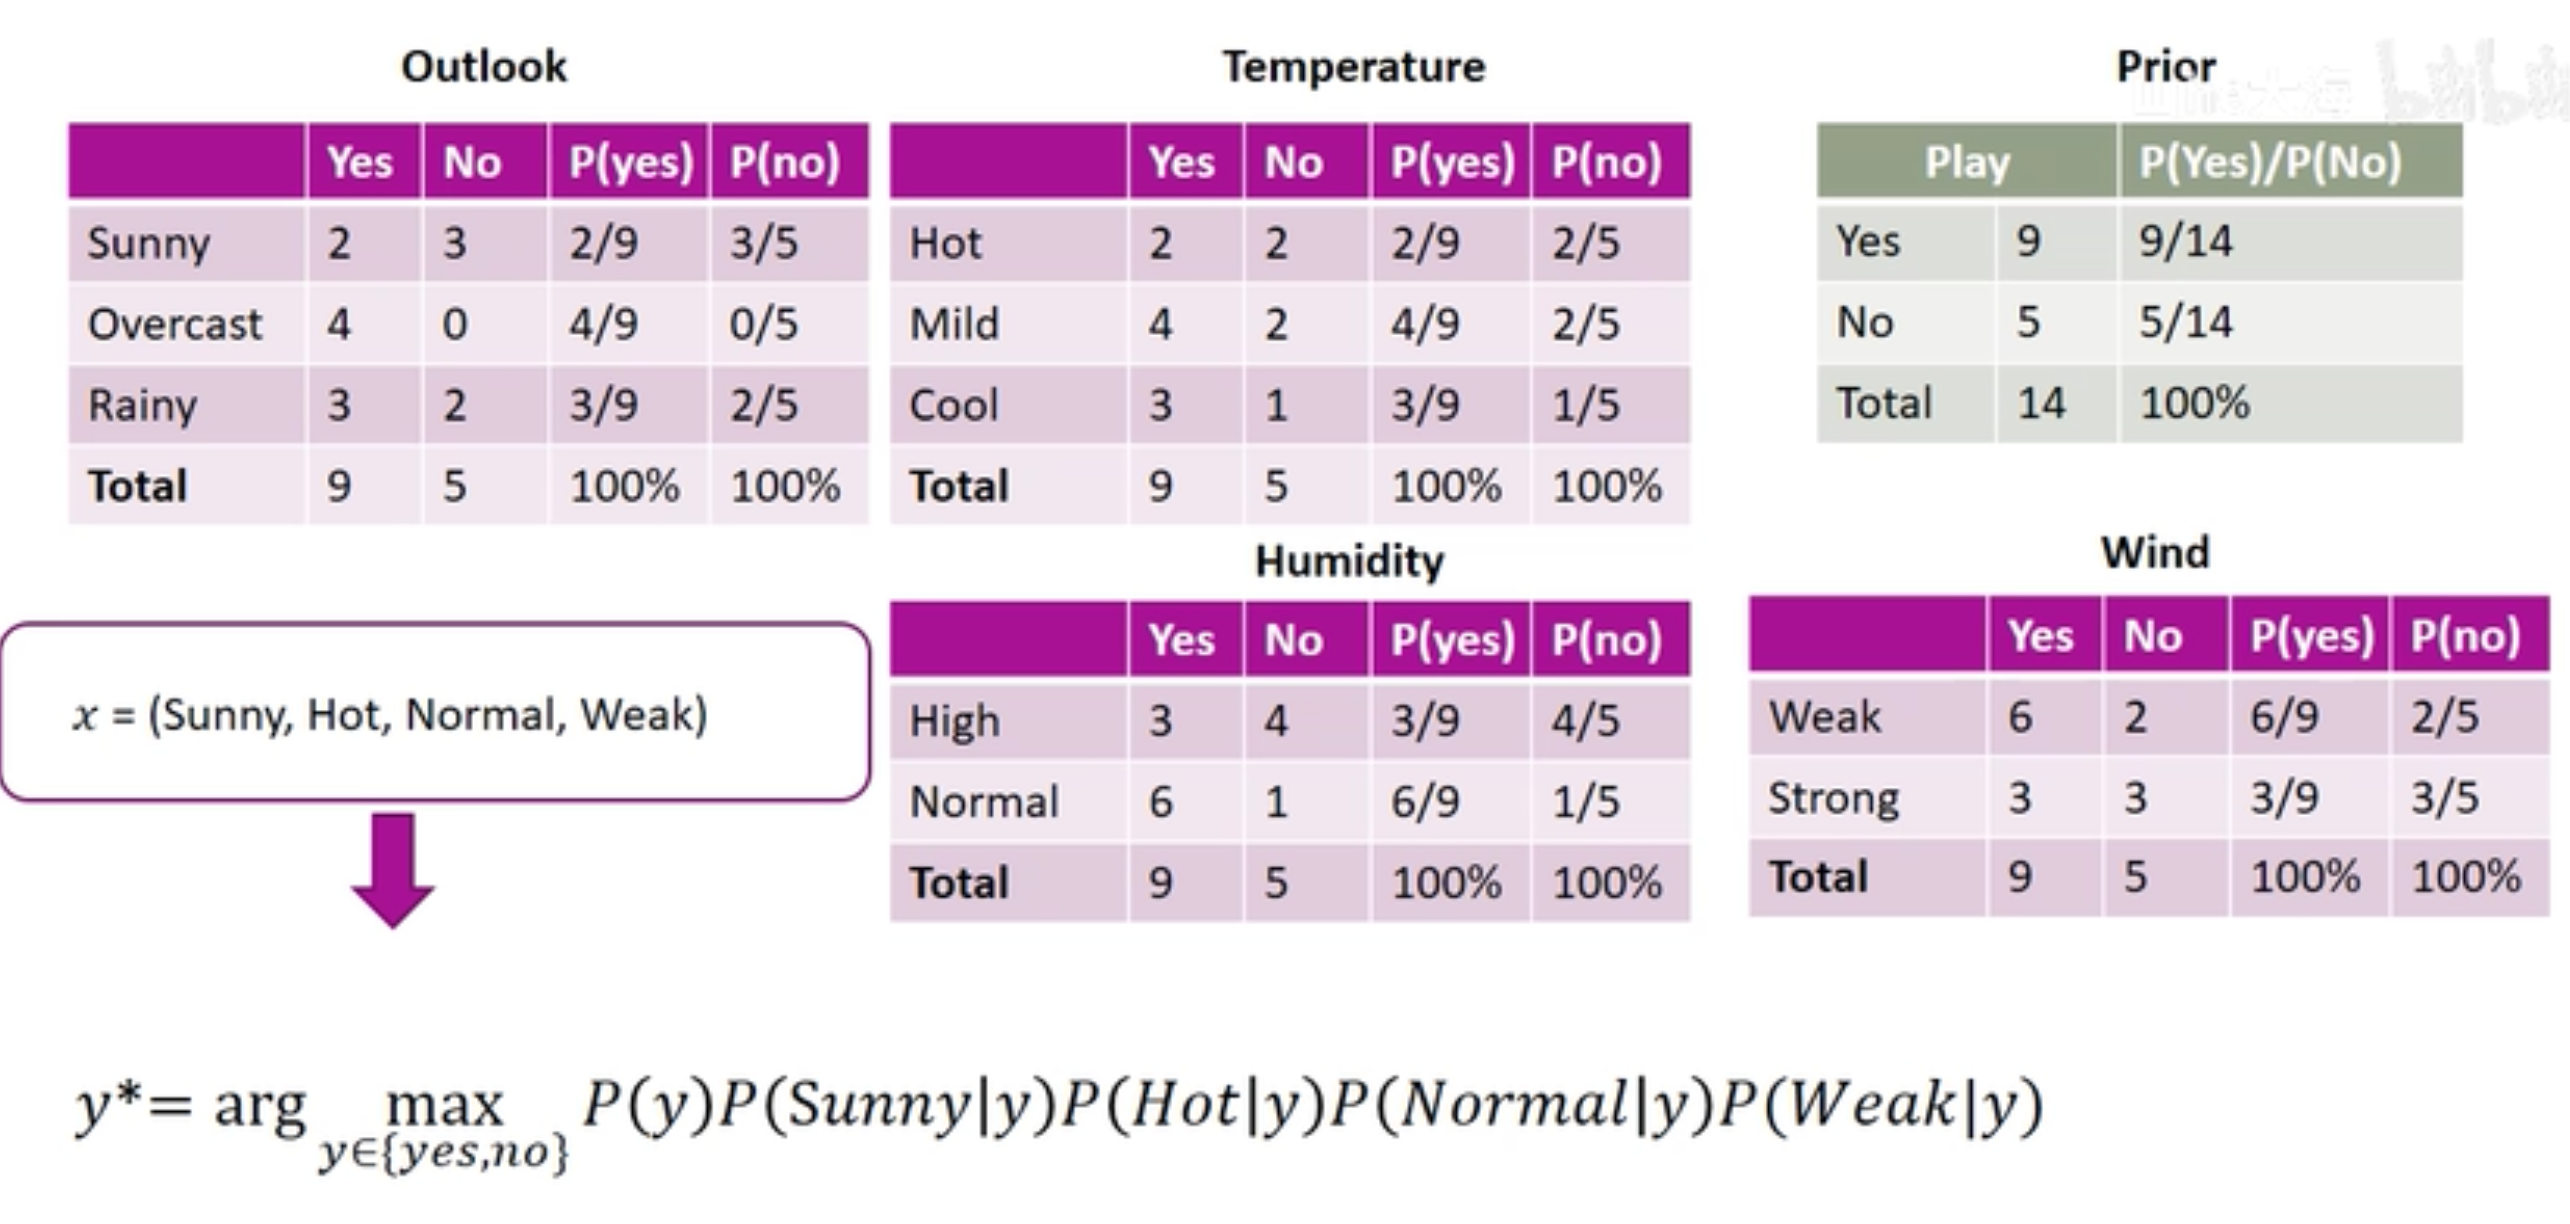 Outlook
Yes No P(yes) P(no)
Sunny 2 3 2/9 3/5
Overcast 4 0 4/9 0/5
Rainy 3 2 3/9 2/5
Total 9 5 100% 100%
Temperature
Yes No P(yes) P(no)
Hot 2 2 2/9 2/5
Mild 4 2 4/9 2/5
Cool 3 1 3/9 1/5
Total 9 5 100% 100%
Prior
Play P(Yes)/P(No)
Yes 9 9/14
No 5 5/14
Total 14 100%
x = (Sunny, Hot, Normal, Weak)
Humidity
Yes No P(yes) P(no)
High 3 4 3/9 4/5
Normal 6 1 6/9 1/5
Total 9 5 100% 100%
Wind
Yes No P(yes) P(no)
Weak 6 2 6/9 2/5
Strong 3 3 3/9 3/5
Total 9 5 100% 100%
y*= arg max P(y)P(Sunny|y)P(Hot|y)P(Normal|y)P(Weak|y)
y∈{yes,no}